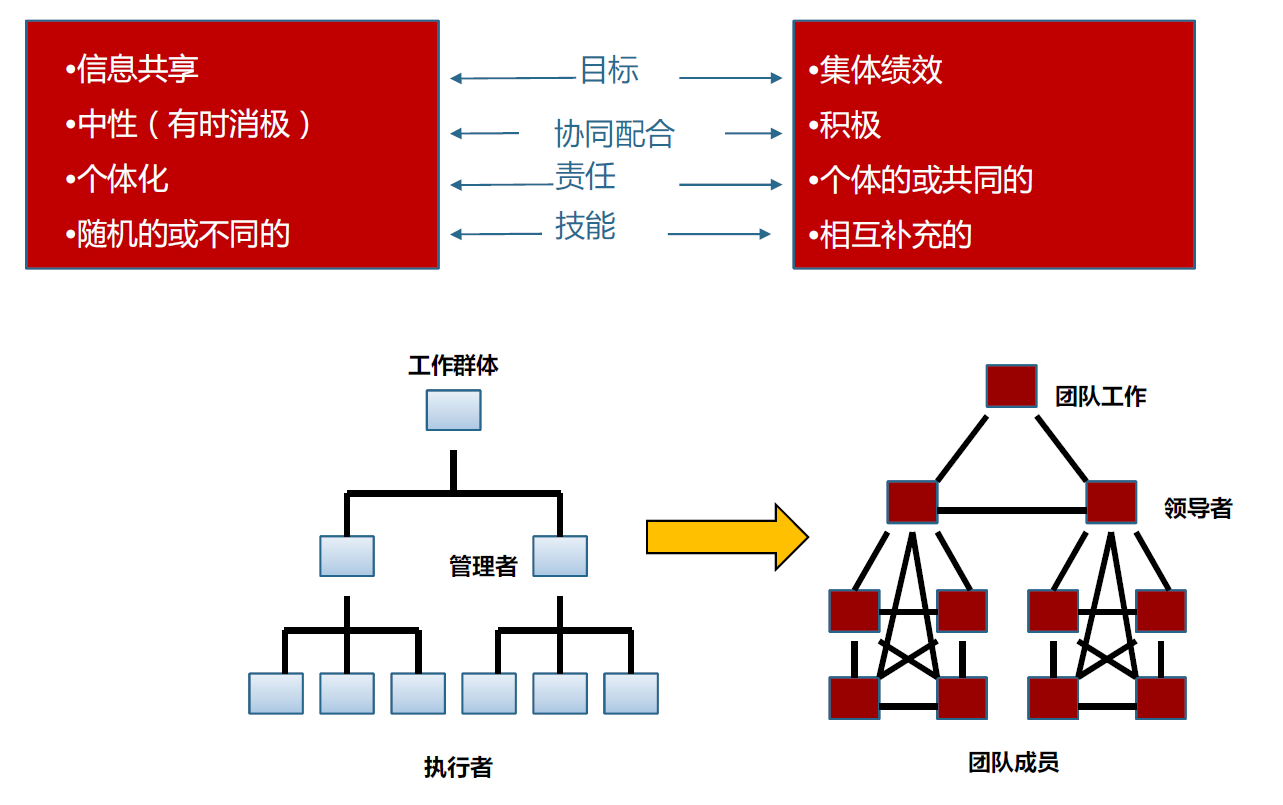 •信息共享
•中性（有时消极）
•个体化
•随机的或不同的
目标
协同配合
责任
技能
•集体绩效
•积极
•个体的或共同的
•相互补充的
工作群体
管理者
执行者
团队工作
领导者
团队成员